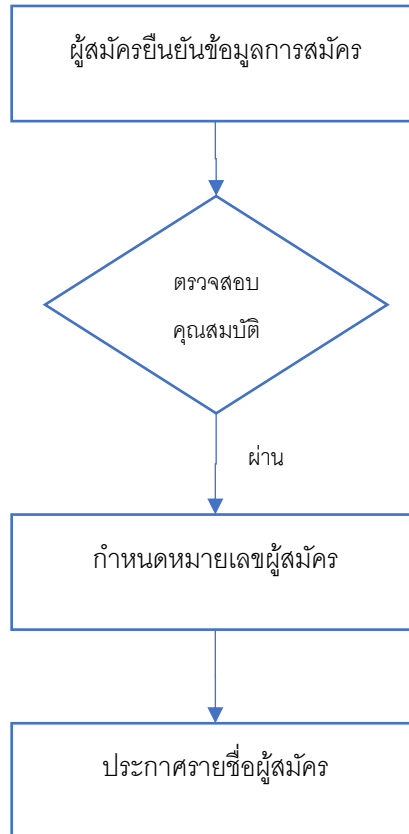 ผู้สมัครยืนยันข้อมูลการสมัคร
ตรวจสอบ
คุณสมบัติ
ผ่าน
กำหนดหมายเลขผู้สมัคร
ประกาศรายชื่อผู้สมัคร